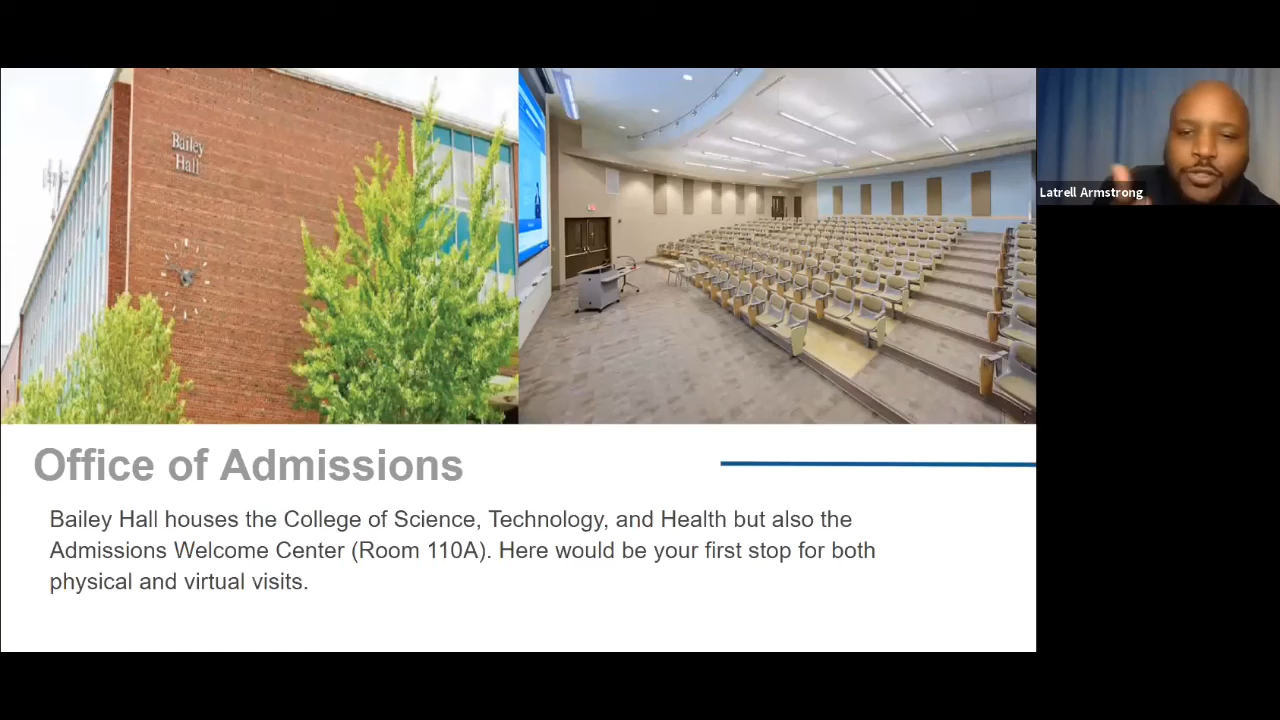 Bailey
Hall
Latrell Armstrong
Office of Admissions
Bailey Hall houses the College of Science, Technology, and Health but also the
Admissions Welcome Center (Room 110A). Here would be your first stop for both
physical and virtual visits.